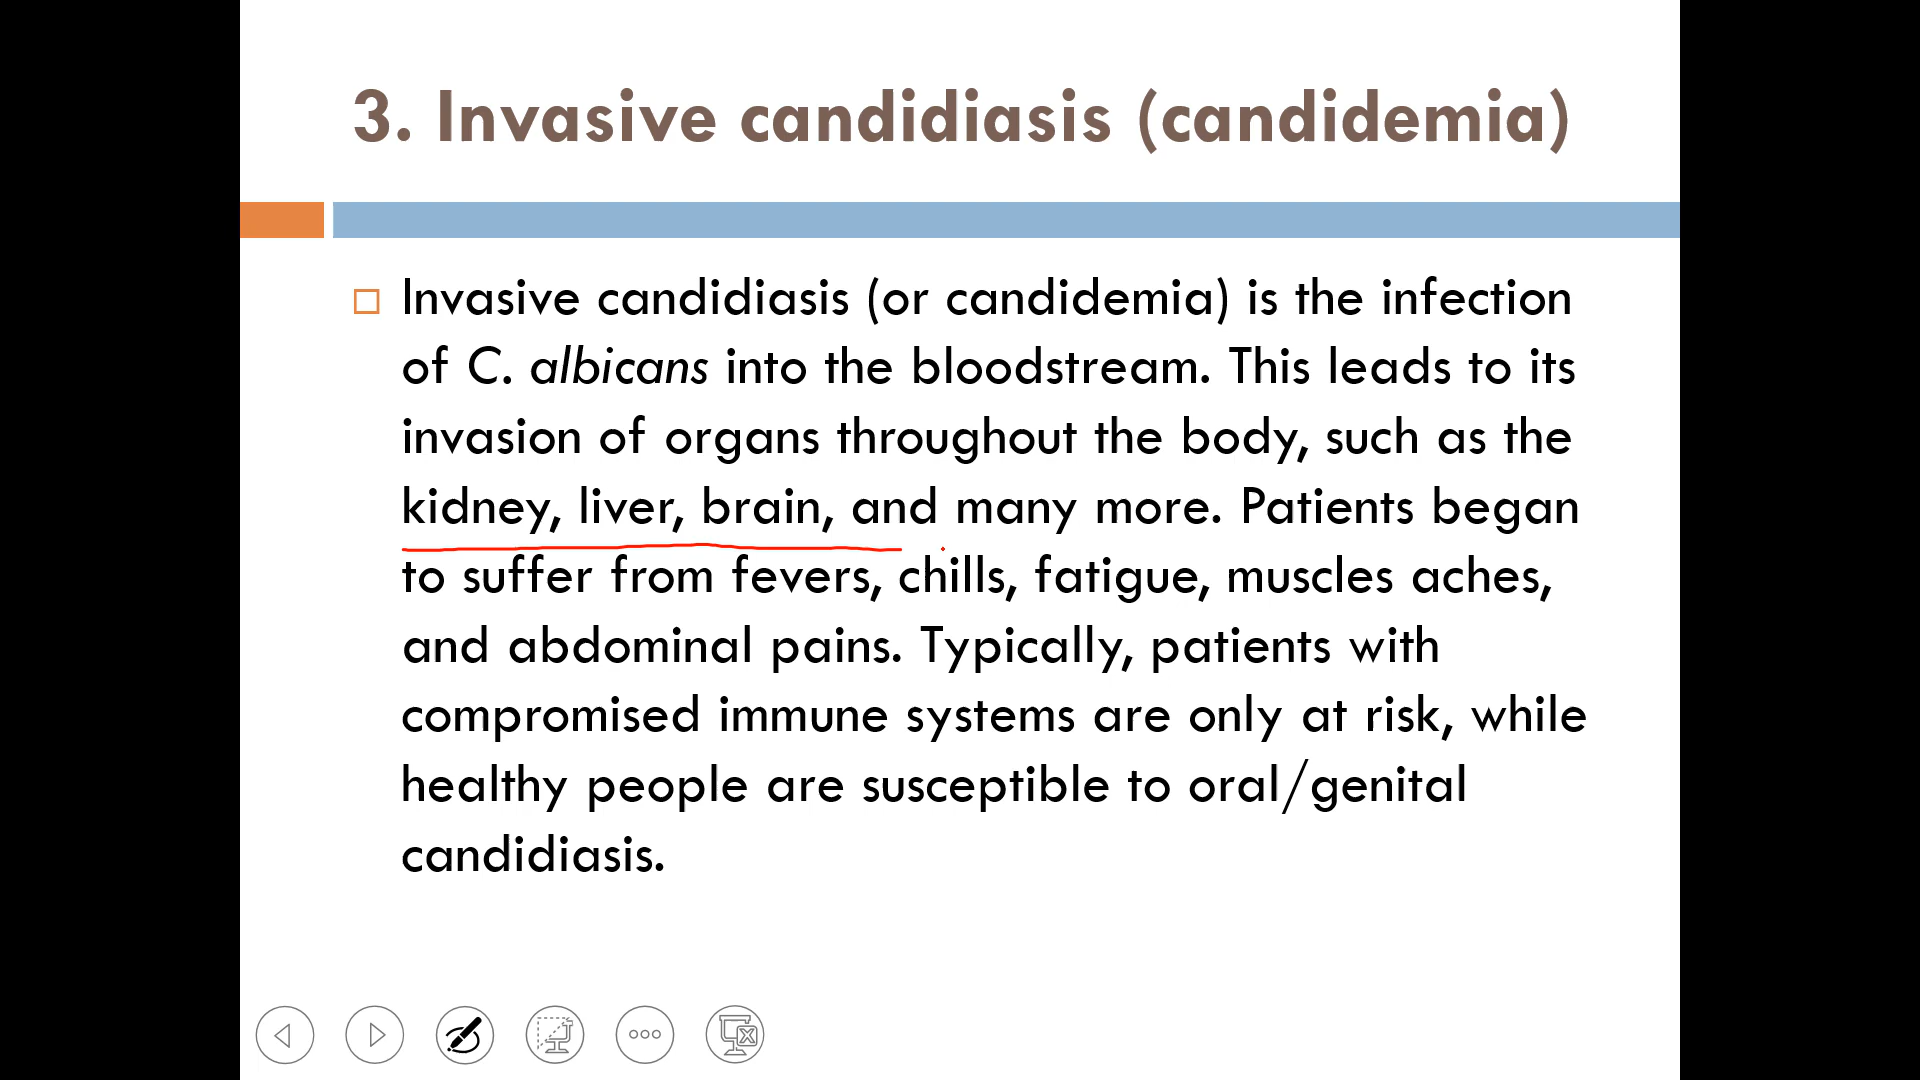 3. Invasive candidiasis (candidemia)
Invasive candidiasis (or candidemia) is the infection
of C. albicans into the bloodstream. This leads to its
invasion of organs throughout the body, such as the
kidney, liver, brain, and many more. Patients began
to suffer from fevers, chills, fatigue, muscles aches,
and abdominal pains. Typically, patients with
compromised immune systems are only at risk, while
healthy people are susceptible to oral/genital
candidiasis.